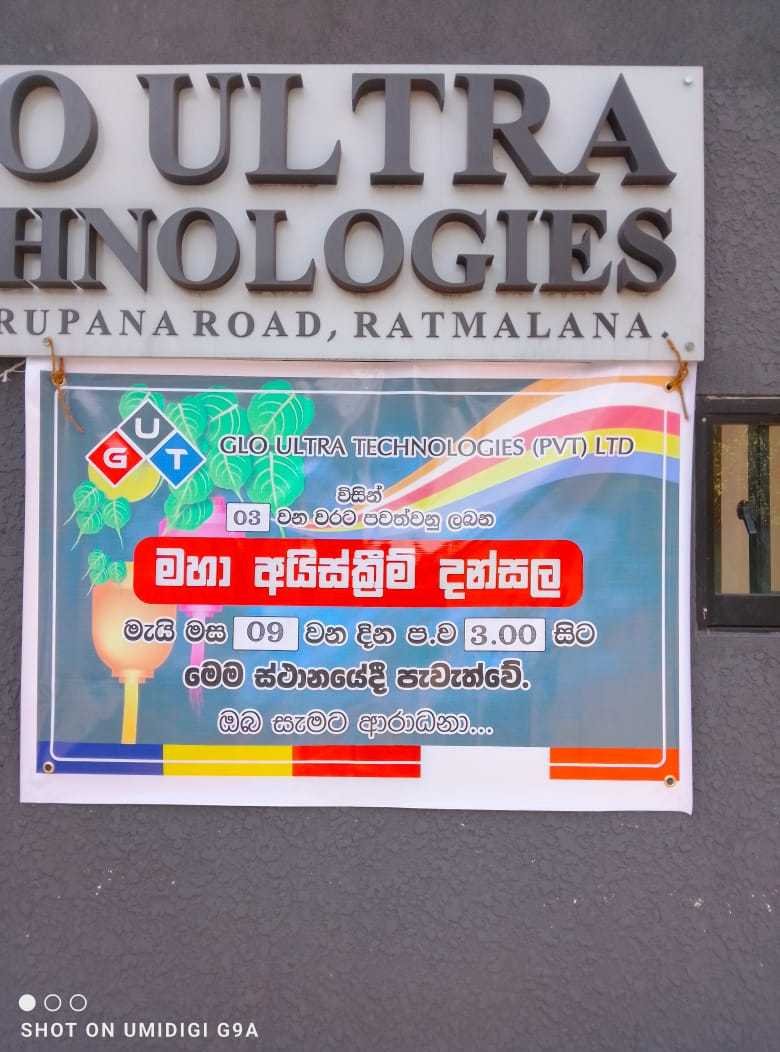 O ULTRA
HNOLOGIES
RUPANA ROAD, RATMALANA.
GUT
GLO ULTRA TECHNOLOGIES (PVT) LTD
විසින්
03 වන වරට පවත්වනු ලබන
මහා අයිස්ක්‍රීම් දන්සල
මැයි මස 09 වන දින ප.ව 3.00 සිට
මෙම ස්ථානයේදී පැවැත්වේ.
ඔබ සැමට ආරාධනා...
SHOT ON UMIDIGI G9A